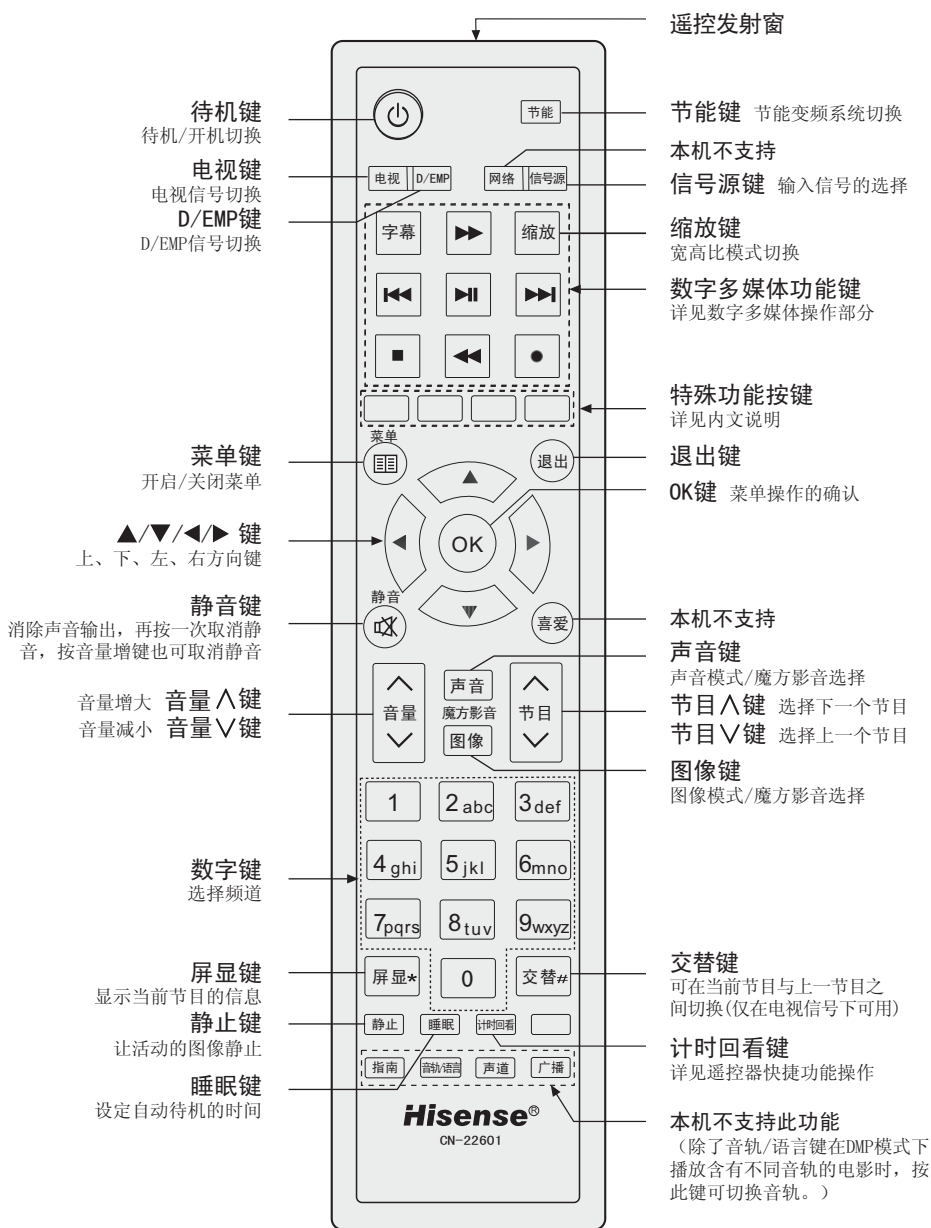 遥控发射窗
待机键
待机/开机切换
电视键
电视信号切换
D/EMP键
D/EMP信号切换
菜单键
开启/关闭菜单
▲/▼/◀/▶ 键
上、下、左、右方向键
静音键
消除声音输出，再按一次取消静
音，按音量增键也可取消静音
音量增大 音量∧键
音量减小 音量∨键
数字键
选择频道
屏显键
显示当前节目的信息
静止键
让活动的图像静止
睡眠键
设定自动待机的时间
节能
电视 D/EMP 网络 信号源
字幕 缩放
菜单
退出
OK
静音
喜爱
音量 声音 节目
魔方影音
图像
1 2 abc 3 def
4 ghi 5 jkl 6mno
7pqrs 8 tuv 9wxyz
屏显* 0 交替#
静止 睡眠 计时回看
指南 音轨/语言 声道 广播
Hisense®
CN-22601
节能键 节能变频系统切换
本机不支持
信号源键 输入信号的选择
缩放键
宽高比模式切换
数字多媒体功能键
详见数字多媒体操作部分
特殊功能按键
详见内文说明
退出键
OK键 菜单操作的确认
本机不支持
声音键
声音模式/魔方影音选择
节目∧键 选择下一个节目
节目∨键 选择上一个节目
图像键
图像模式/魔方影音选择
交替键
可在当前节目与上一节目之
间切换(仅在电视信号下可用)
计时回看键
详见遥控器快捷功能操作
本机不支持此功能
（除了音轨/语言键在DMP模式下
播放含有不同音轨的电影时，按
此键可切换音轨。）